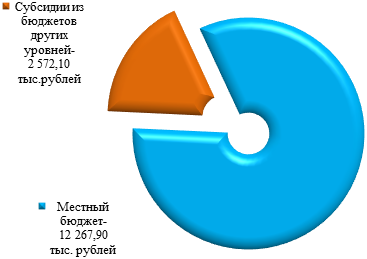 Субсидии из
бюджетов
других
уровней-
2 572,10
тыс.рублей
Местный
бюджет-
12 267,90
тыс. рублей